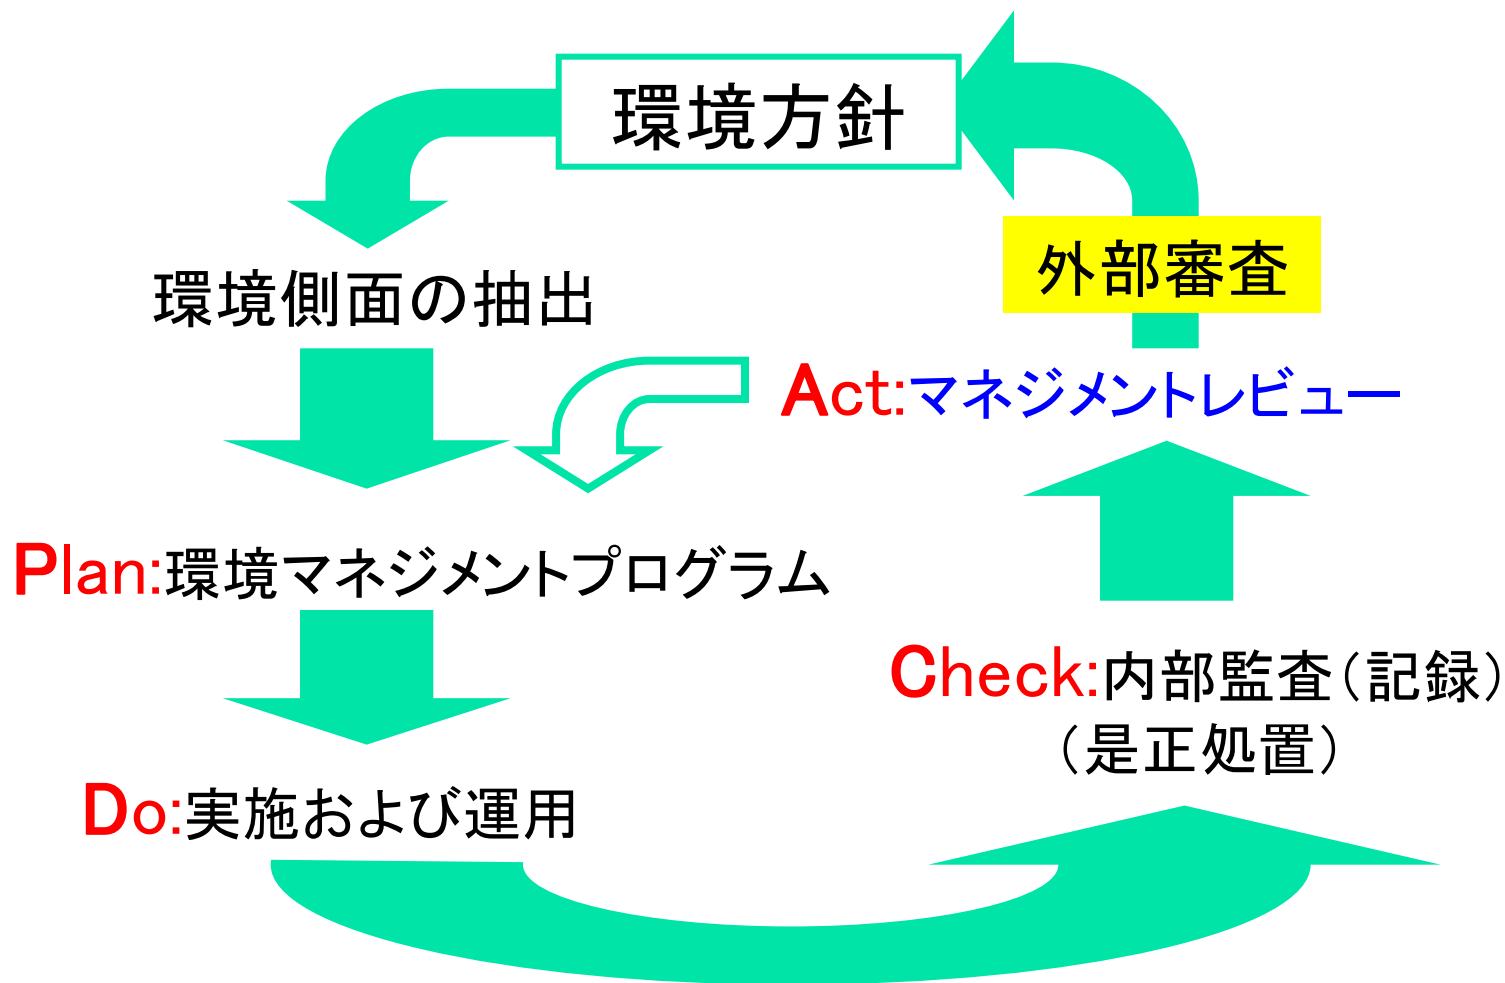 環境方針
外部審査
環境側面の抽出
Act:マネジメントレビュー
Plan:環境マネジメントプログラム
Check:内部監査(記録)
(是正処置)
Do:実施および運用